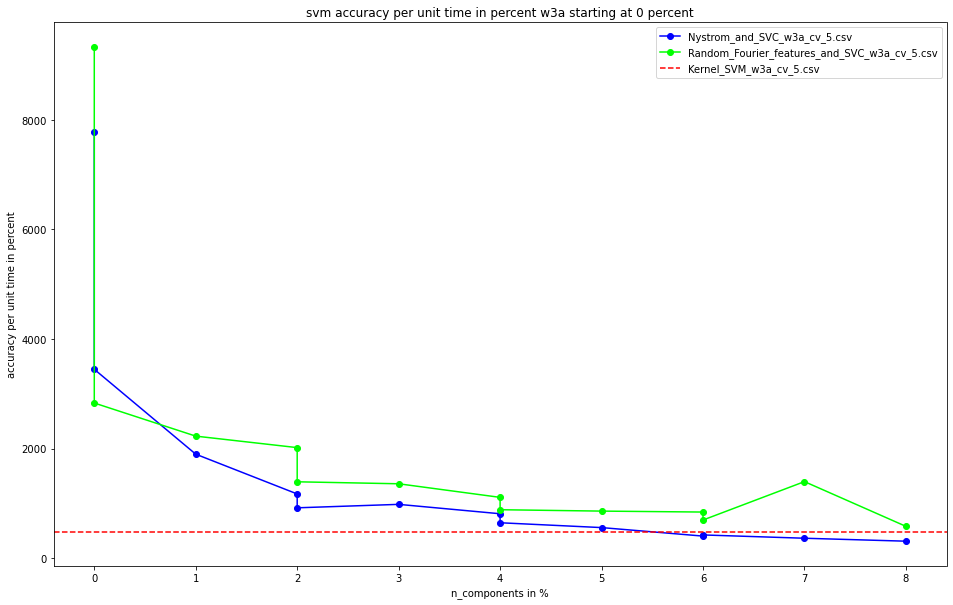 svm accuracy per unit time in percent w3a starting at 0 percent
Nystrom_and_SVC_w3a_cv_5.csv
Random_Fourier_features_and_SVC_w3a_cv_5.csv
Kernel_SVM_w3a_cv_5.csv
accuracy per unit time in percent
8000
6000
4000
2000
0
0 1 2 3 4 5 6 7 8
n_components in %